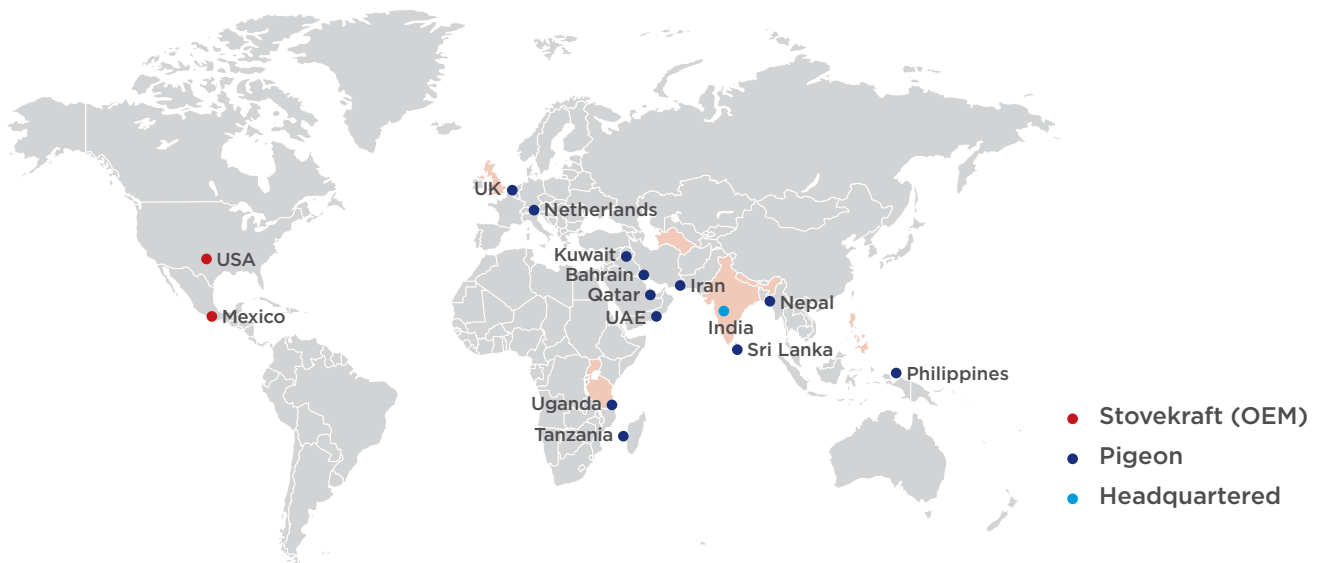 UK
Netherlands
Kuwait
USA
Bahrain
Iran
Qatar
Nepal
Mexico
UAE
India
Sri Lanka
Philippines
Uganda
Tanzania
Stovekraft (OEM)
Pigeon
Headquartered